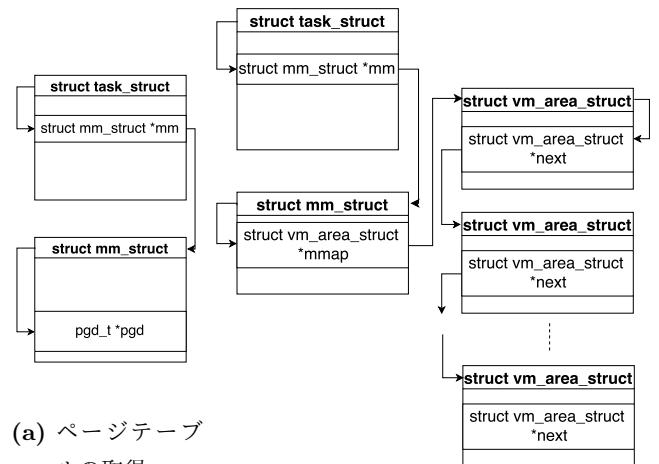 struct task_struct
struct mm_struct *mm
struct mm_struct
pgd_t *pgd
struct task_struct
struct mm_struct *mm
struct mm_struct
struct vm_area_struct
*mmap
struct vm_area_struct
struct vm_area_struct
*next
struct vm_area_struct
struct vm_area_struct
*next
struct vm_area_struct
struct vm_area_struct
*next
(a) ページテーブ
ルの取得